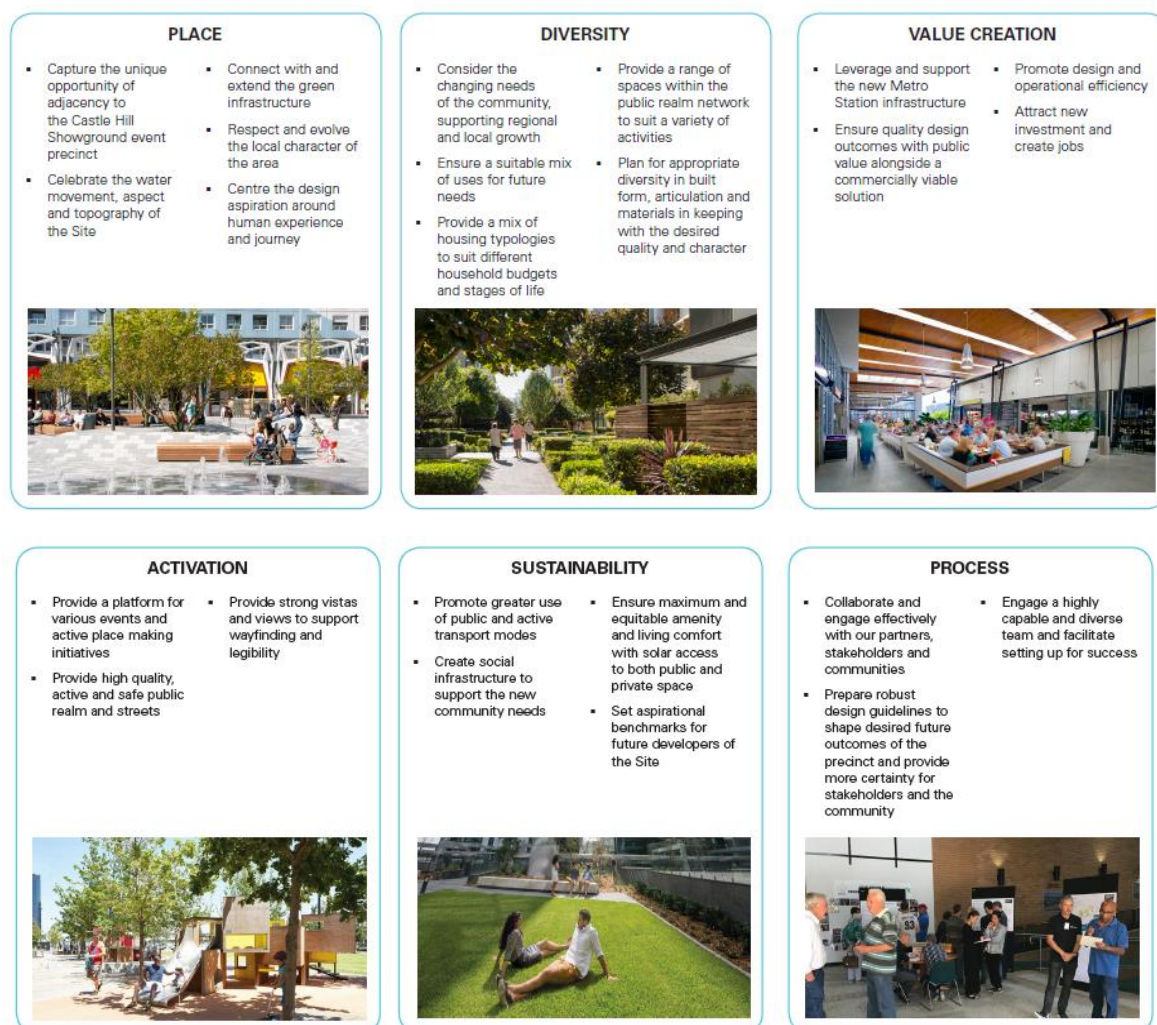 PLACE
▪ Capture the unique
opportunity of
adjacency to
the Castle Hill
Showground event
precinct
▪ Celebrate the water
movement, aspect
and topography of
the Site
▪ Connect with and
extend the green
infrastructure
▪ Respect and evolve
the local character of
the area
▪ Centre the design
aspiration around
human experience
and journey
DIVERSITY
▪ Consider the
changing needs
of the community,
supporting regional
and local growth
▪ Ensure a suitable mix
of uses for future
needs
▪ Provide a mix of
housing typologies
to suit different
household budgets
and stages of life
▪ Provide a range of
spaces within the
public realm network
to suit a variety of
activities
▪ Plan for appropriate
diversity in built
form, articulation and
materials in keeping
with the desired
quality and character
VALUE CREATION
▪ Leverage and support
the new Metro
Station infrastructure
▪ Ensure quality design
outcomes with public
value alongside a
commercially viable
solution
▪ Promote design and
operational efficiency
▪ Attract new
investment and
create jobs
ACTIVATION
▪ Provide a platform for
various events and
active place making
initiatives
▪ Provide high quality,
active and safe public
realm and streets
▪ Provide strong vistas
and views to support
wayfinding and
legibility
SUSTAINABILITY
▪ Promote greater use
of public and active
transport modes
▪ Create social
infrastructure to
support the new
community needs
▪ Ensure maximum and
equitable amenity
and living comfort
with solar access
to both public and
private space
▪ Set aspirational
benchmarks for
future developers of
the Site
PROCESS
▪ Collaborate and
engage effectively
with our partners,
stakeholders and
communities
▪ Prepare robust
design guidelines to
shape desired future
outcomes of the
precinct and provide
more certainty for
stakeholders and the
community
▪ Engage a highly
capable and diverse
team and facilitate
setting up for success
53